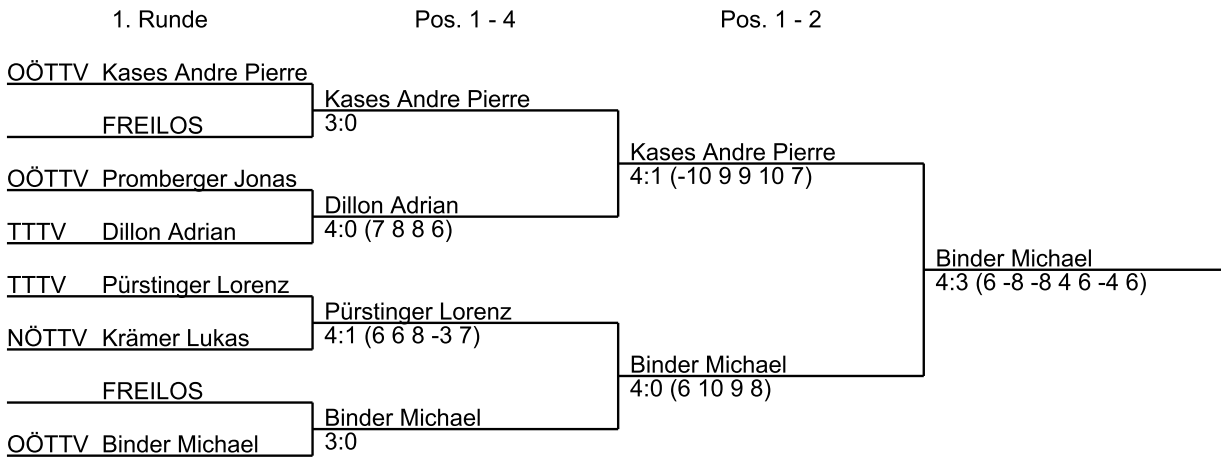 1. Runde Pos. 1 - 4 Pos. 1 - 2
OÖTTV Kases Andre Pierre
Kases Andre Pierre
3:0
FREILOS
Kases Andre Pierre
4:1 (-10 9 9 10 7)
OÖTTV Promberger Jonas
Dillon Adrian
4:0 (7 8 8 6)
TTTV Dillon Adrian
Binder Michael
4:3 (6 -8 -8 4 6 -4 6)
TTTV Pürstinger Lorenz
Pürstinger Lorenz
4:1 (6 6 8 -3 7)
NÖTTV Krämer Lukas
Binder Michael
4:0 (6 10 9 8)
FREILOS
Binder Michael
3:0
OÖTTV Binder Michael